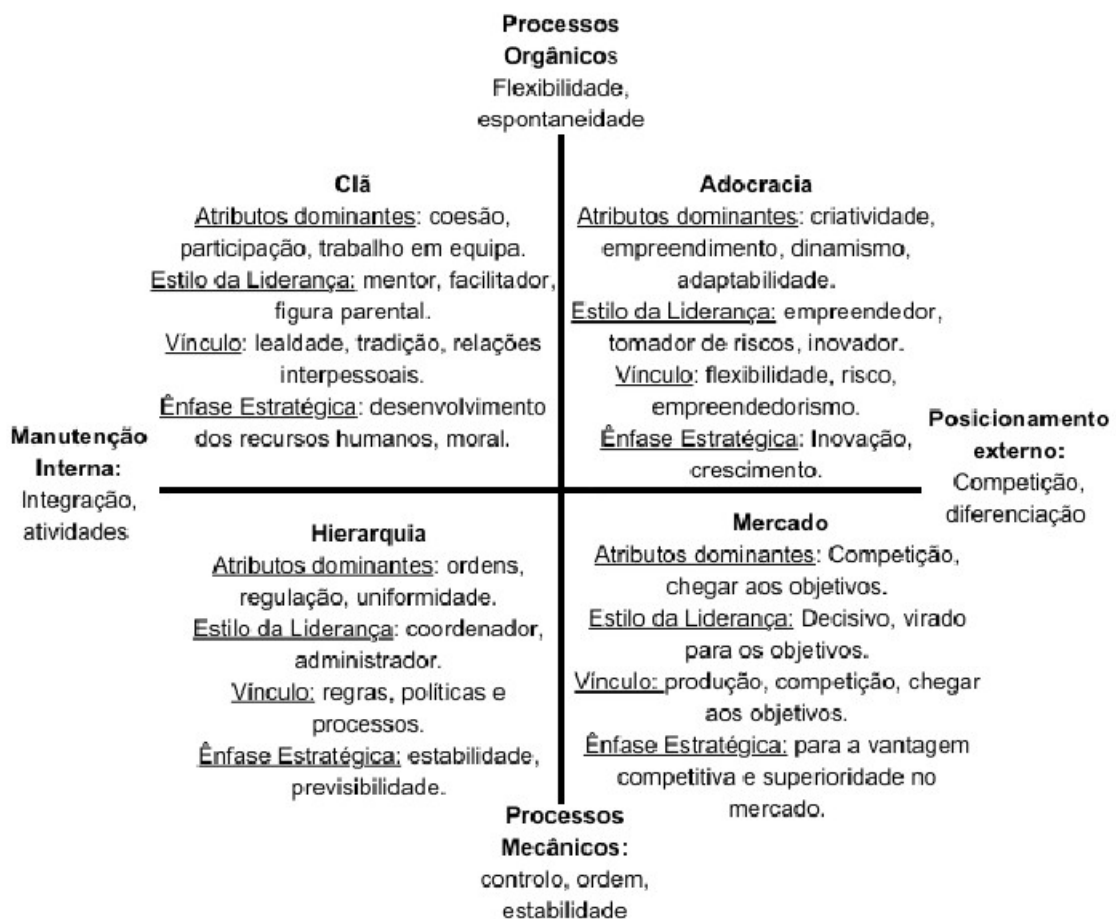 Processos
Orgânicos
Flexibilidade,
espontaneidade
Clã
Atributos dominantes: coesão,
participação, trabalho em equipa.
Estilo da Liderança: mentor, facilitador,
figura parental.
Vínculo: lealdade, tradição, relações
interpessoais.
Ênfase Estratégica: desenvolvimento
dos recursos humanos, moral.
Adocracia
Atributos dominantes: criatividade,
empreendimento, dinamismo,
adaptabilidade.
Estilo da Liderança: empreendedor,
tomador de riscos, inovador.
Vínculo: flexibilidade, risco,
empreendedorismo.
Ênfase Estratégica: Inovação,
crescimento.
Manutenção
Interna:
Integração,
atividades
Posicionamento
externo:
Competição,
diferenciação
Hierarquia
Atributos dominantes: ordens,
regulação, uniformidade.
Estilo da Liderança: coordenador,
administrador.
Vínculo: regras, políticas e
processos.
Ênfase Estratégica: estabilidade,
previsibilidade.
Mercado
Atributos dominantes: Competição,
chegar aos objetivos.
Estilo da Liderança: Decisivo, virado
para os objetivos.
Vínculo: produção, competição, chegar
aos objetivos.
Ênfase Estratégica: para a vantagem
competitiva e superioridade no
mercado.
Processos
Mecânicos:
controlo, ordem,
estabilidade